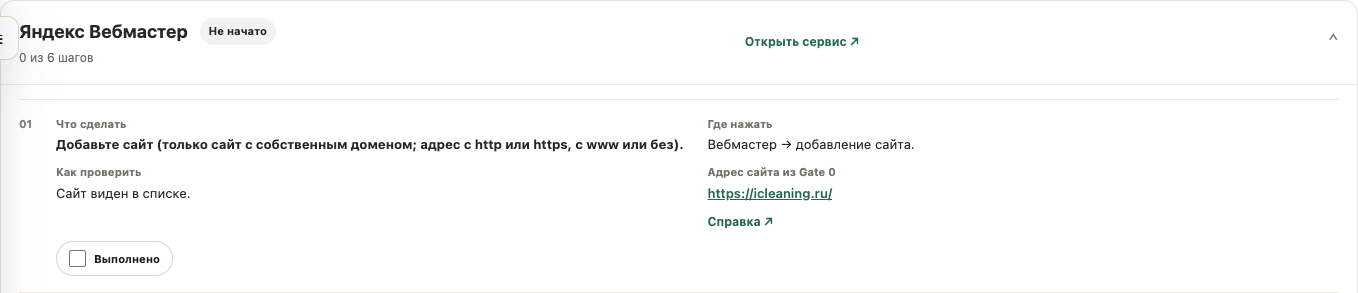 Яндекс Вебмастер
Не начато
0 из 6 шагов
Открыть сервис ↗
01
Что сделать
Добавьте сайт (только сайт с собственным доменом; адрес с http или https, с www или без).
Как проверить
Сайт виден в списке.
Где нажать
Вебмастер → добавление сайта.
Адрес сайта из Gate 0
https://icleaning.ru/
Справка ↗
Выполнено